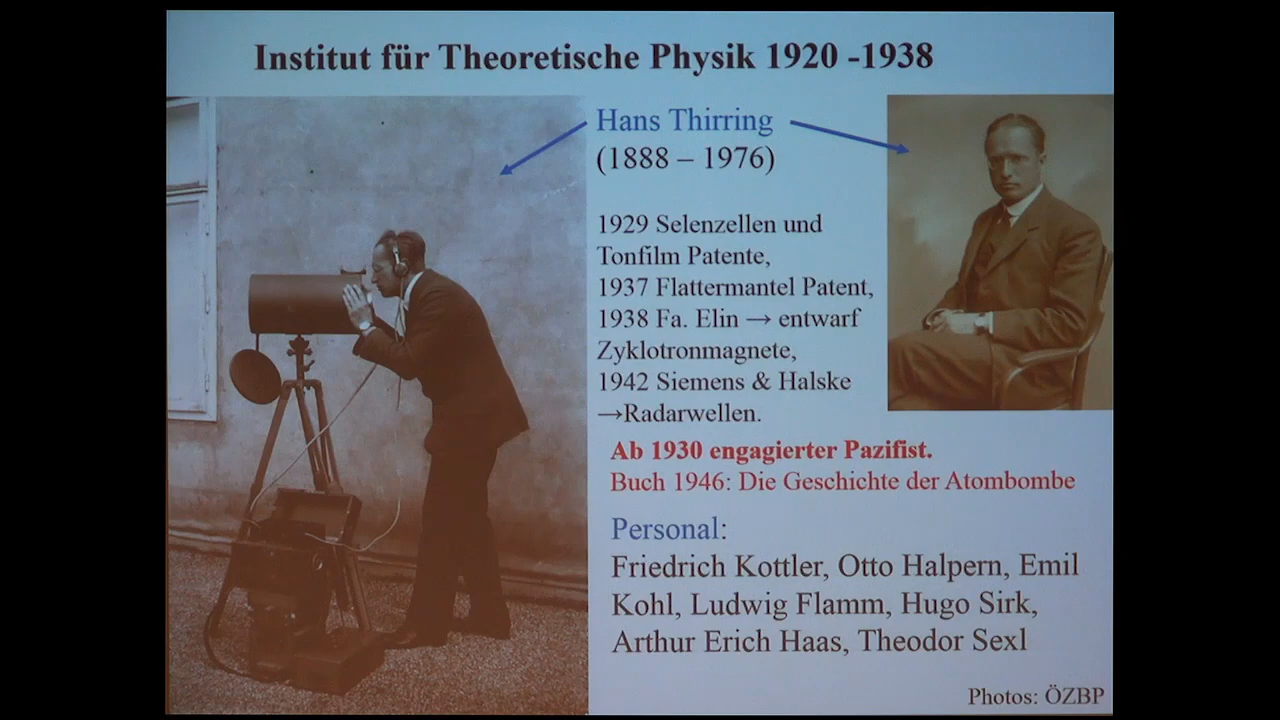 Institut für Theoretische Physik 1920 -1938
Hans Thirring
(1888 – 1976)
1929 Selenzellen und
Tonfilm Patente,
1937 Flattermantel Patent,
1938 Fa. Elin → entwarf
Zyklotronmagnete,
1942 Siemens & Halske
→Radarwellen.
Ab 1930 engagierter Pazifist.
Buch 1946: Die Geschichte der Atombombe
Personal:
Friedrich Kottler, Otto Halpern, Emil
Kohl, Ludwig Flamm, Hugo Sirk,
Arthur Erich Haas, Theodor Sexl
Photos: ÖZBP